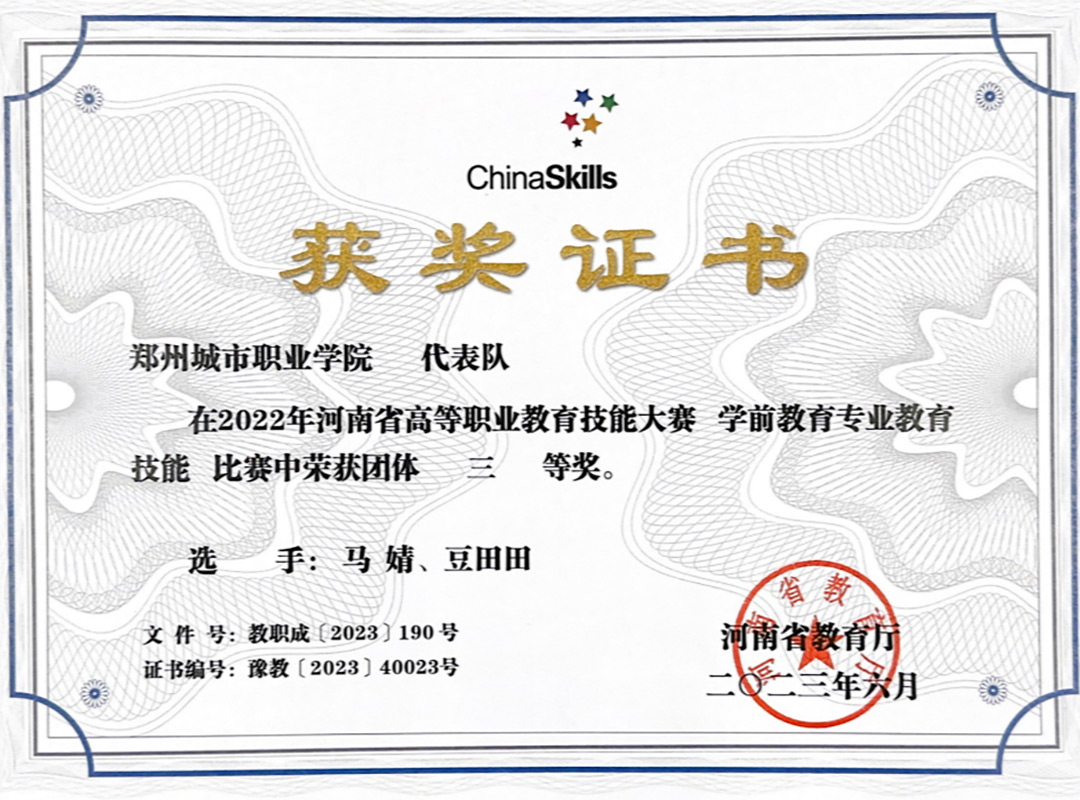 ChinaSkills
获奖证书
郑州城市职业学院 代表队
在2022年河南省高等职业教育技能大赛 学前教育专业教育
技能 比赛中荣获团体 三 等奖。
选 手：马 婧、豆田田
文 件 号：教职成〔2023〕190号
证书编号：豫教〔2023〕40023号
河南省教育厅
二〇二三年六月
河南省教育厅